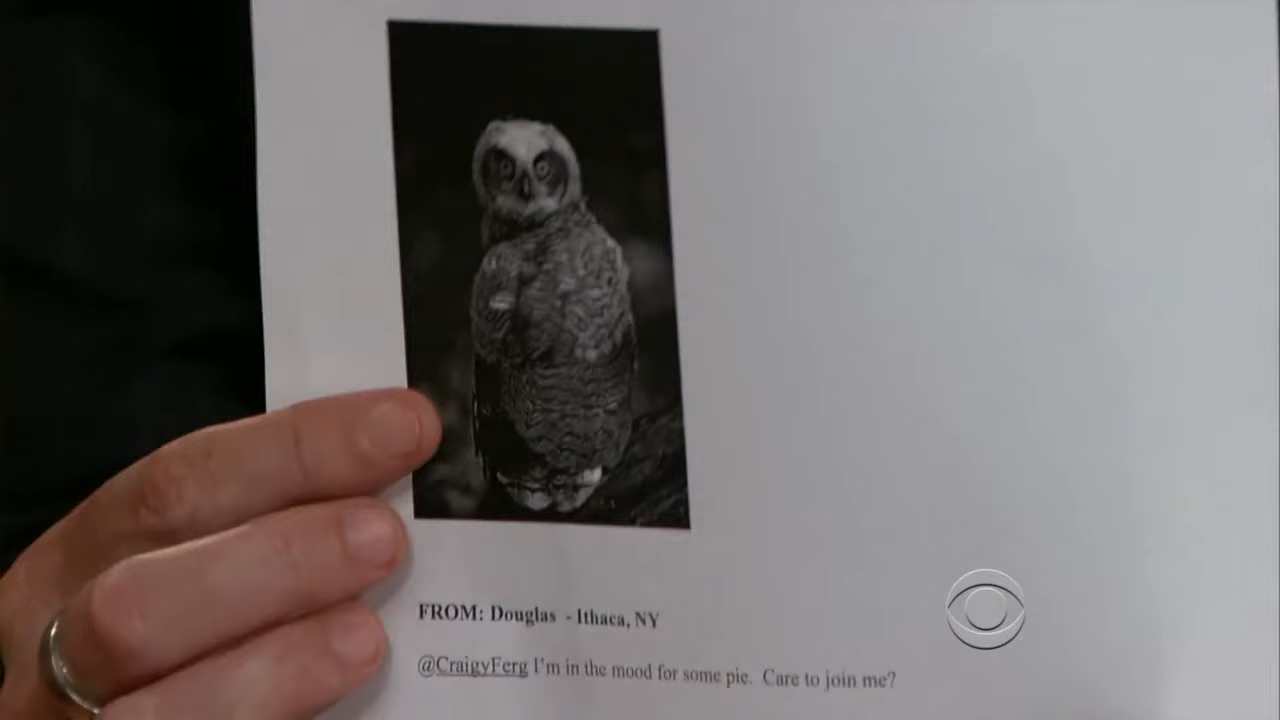 FROM: Douglas - Ithaca, NY
@CraigyFerg I'm in the mood for some pie. Care to join me?